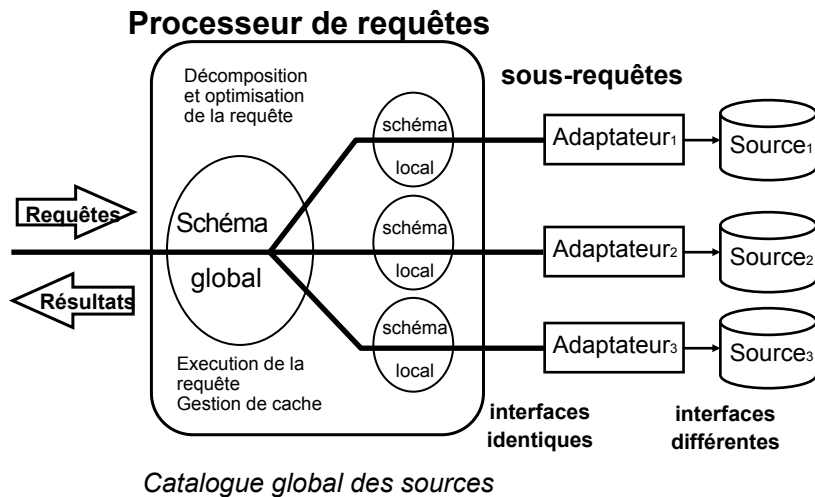 Processeur de requêtes
Décomposition
et optimisation
de la requête
sous-requêtes
schéma
local
Adaptateur1
Source1
Requêtes
Schéma
global
schéma
local
Adaptateur2
Source2
Résultats
schéma
local
Adaptateur3
Source3
Execution de la
requête
Gestion de cache
interfaces
identiques
interfaces
différentes
Catalogue global des sources